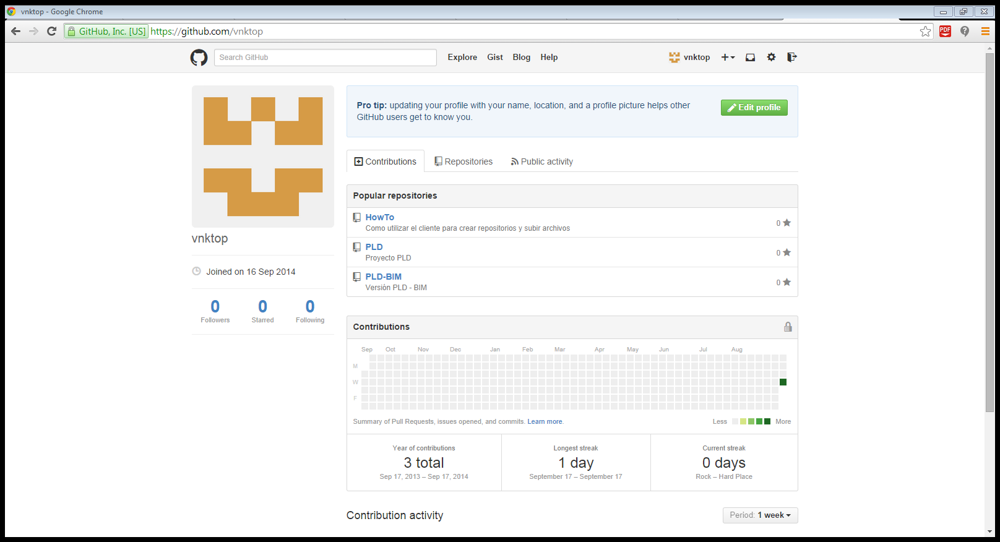 vnktop - Google Chrome
GitHub, Inc. [US] https://github.com/vnktop
PDF
Search GitHub
Explore Gist Blog Help
vnktop
Pro tip: updating your profile with your name, location, and a profile picture helps other
GitHub users get to know you.
Edit profile
vnktop
Joined on 16 Sep 2014
0 0 0
Followers Starred Following
Contributions Repositories Public activity
Popular repositories
HowTo
Como utilizar el cliente para crear repositorios y subir archivos
0
PLD
Proyecto PLD
0
PLD-BIM
Versión PLD - BIM
0
Contributions
Sep Oct Nov Dec Jan Feb Mar Apr May Jun Jul Aug
M
W
F
Summary of Pull Requests, issues opened, and commits. Learn more.
Less More
Year of contributions
3 total
Sep 17, 2013 – Sep 17, 2014
Longest streak
1 day
September 17 – September 17
Current streak
0 days
Rock – Hard Place
Contribution activity
Period: 1 week